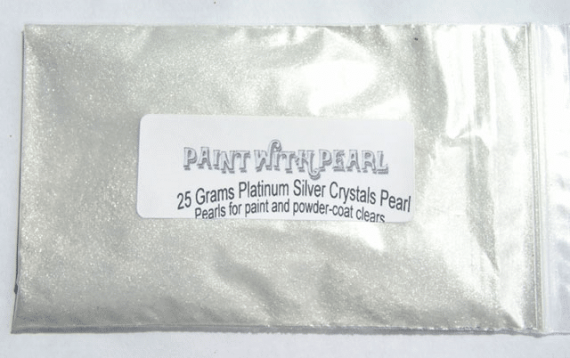 PAINT WITH PEARL
25 Grams Platinum Silver Crystals Pearl
Pearls for paint and powder-coat clears